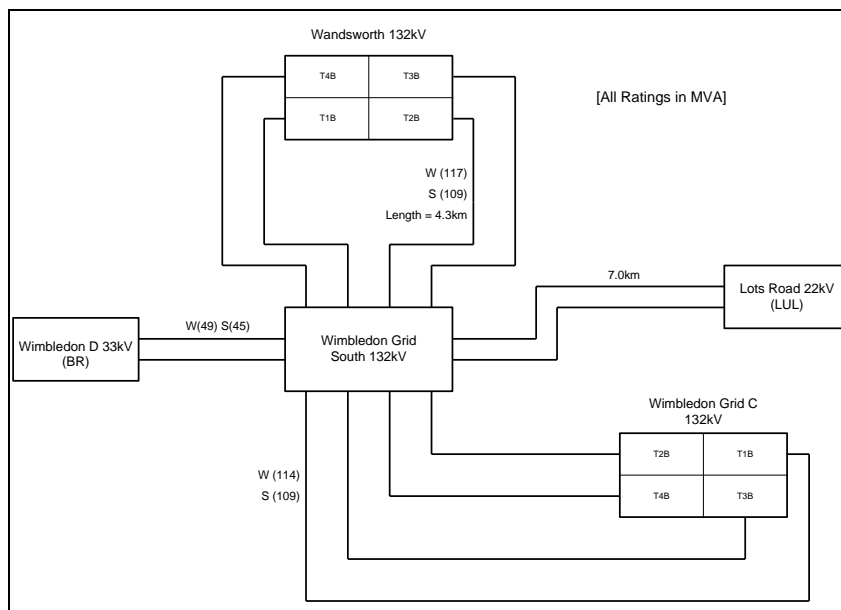 Wandsworth 132kV
T4B
T3B
[All Ratings in MVA]
T1B
T2B
W (117)
S (109)
Length = 4.3km
7.0km
Lots Road 22kV
(LUL)
W(49) S(45)
Wimbledon D 33kV
(BR)
Wimbledon Grid
South 132kV
Wimbledon Grid C
132kV
T2B
T1B
W (114)
S (109)
T4B
T3B